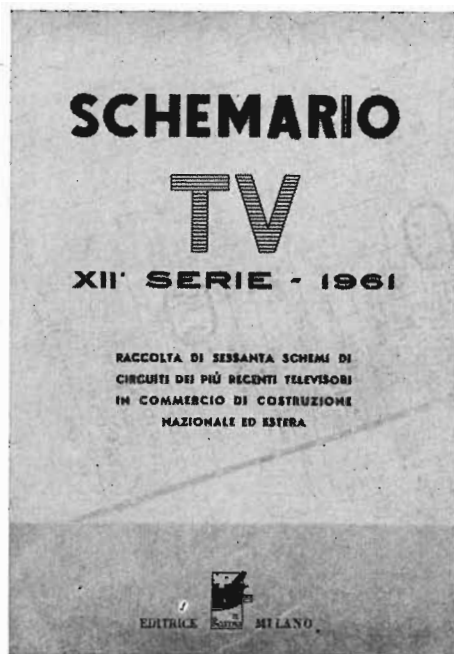 SCHEMARIO
TV
XIIª SERIE - 1961
RACCOLTA DI SESSANTA SCHEMI DI
CIRCUITI DEI PIÙ RECENTI TELEVISORI
IN COMMERCIO DI COSTRUZIONE
NAZIONALE ED ESTERA
EDITRICE MILANO